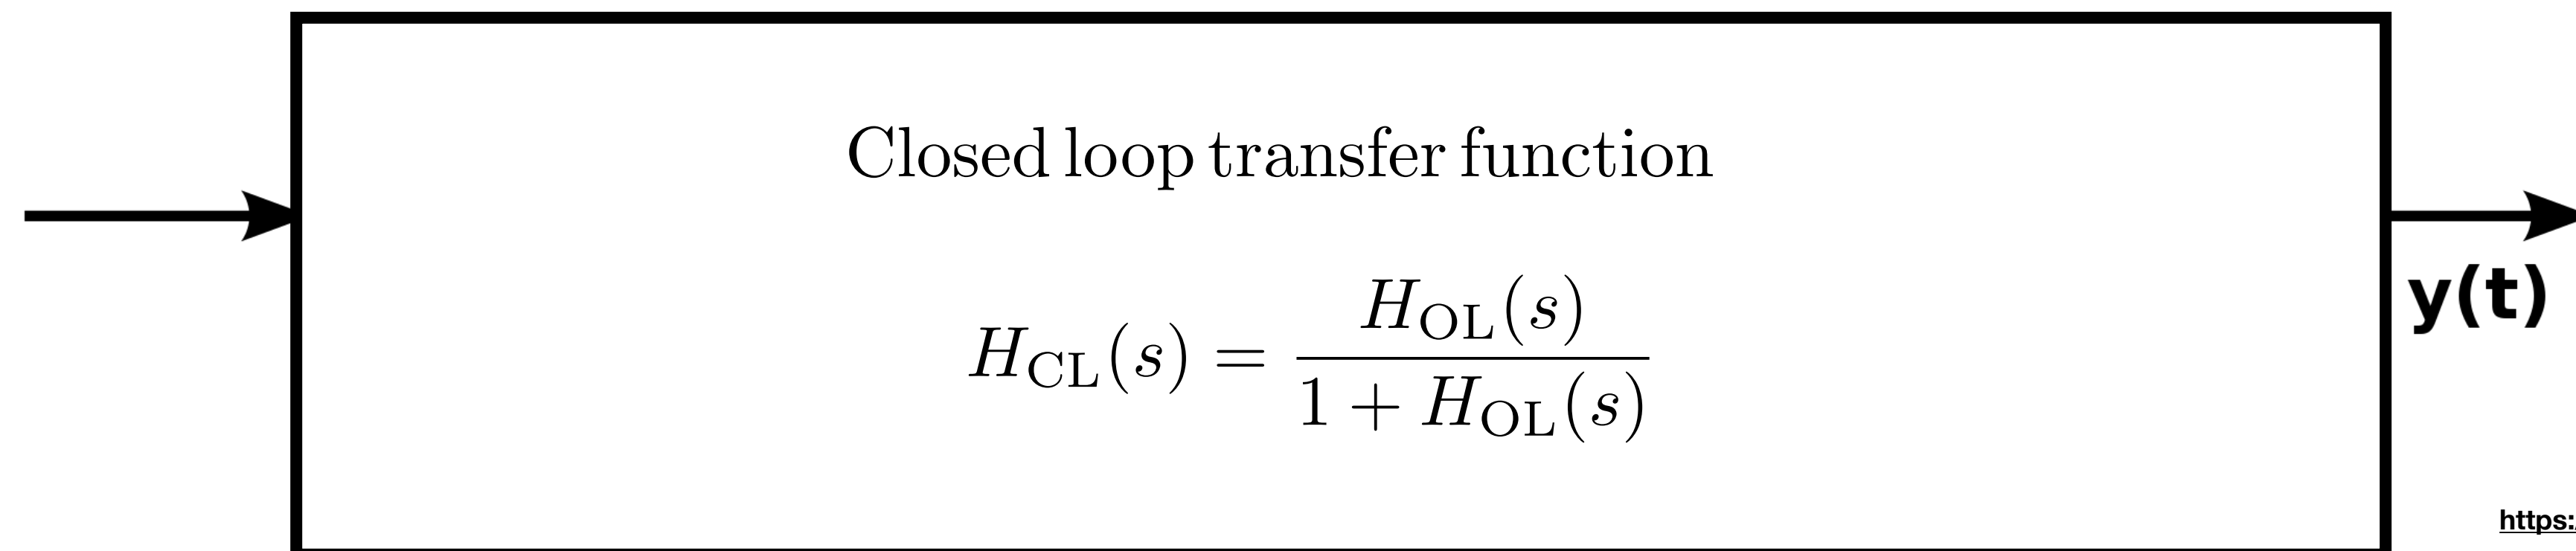 Closed loop transfer function
H_CL(s) = H_OL(s) / (1 + H_OL(s))
y(t)
https:/